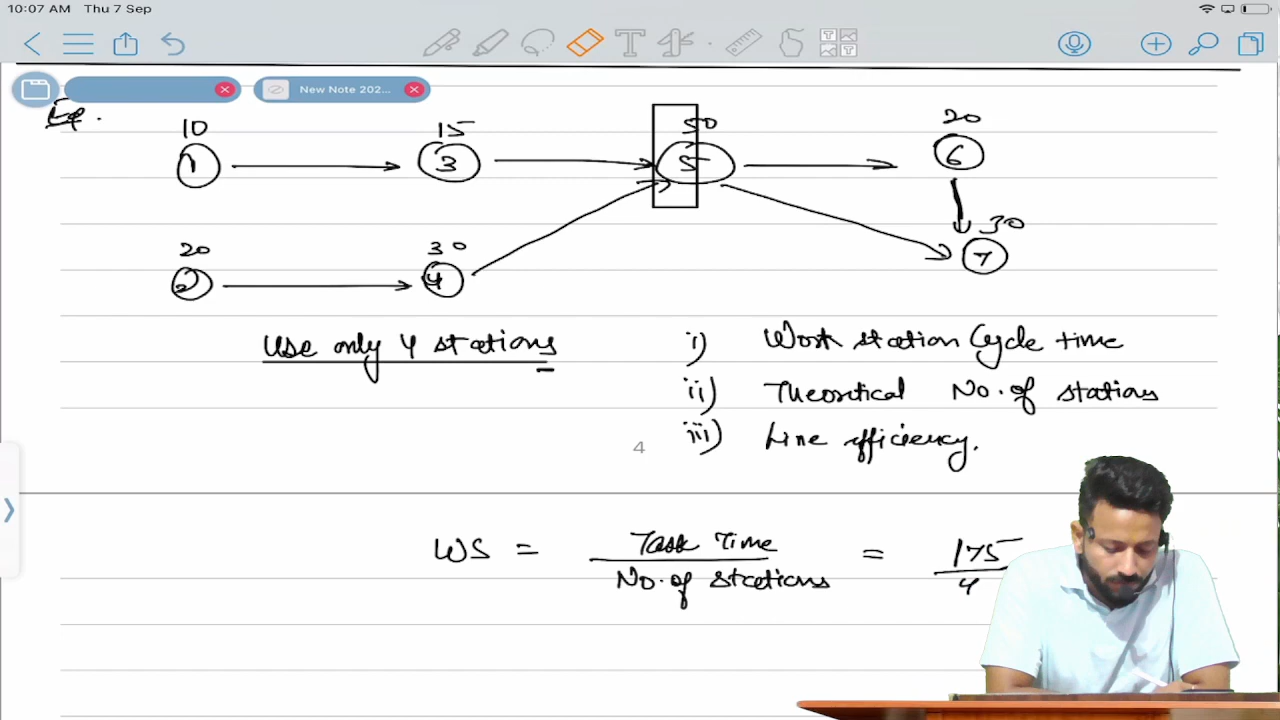 10:07 AM Thu 7 Sep
New Note 202...
Eg.
10 15 50 20
1 3 5 6
20 30 30
2 4 7
Use only 4 stations
i) Work station Cycle time
ii) Theoritical No. of stations
iii) Line efficiency.
4
WS = Task Time / No. of stations = 175 / 4